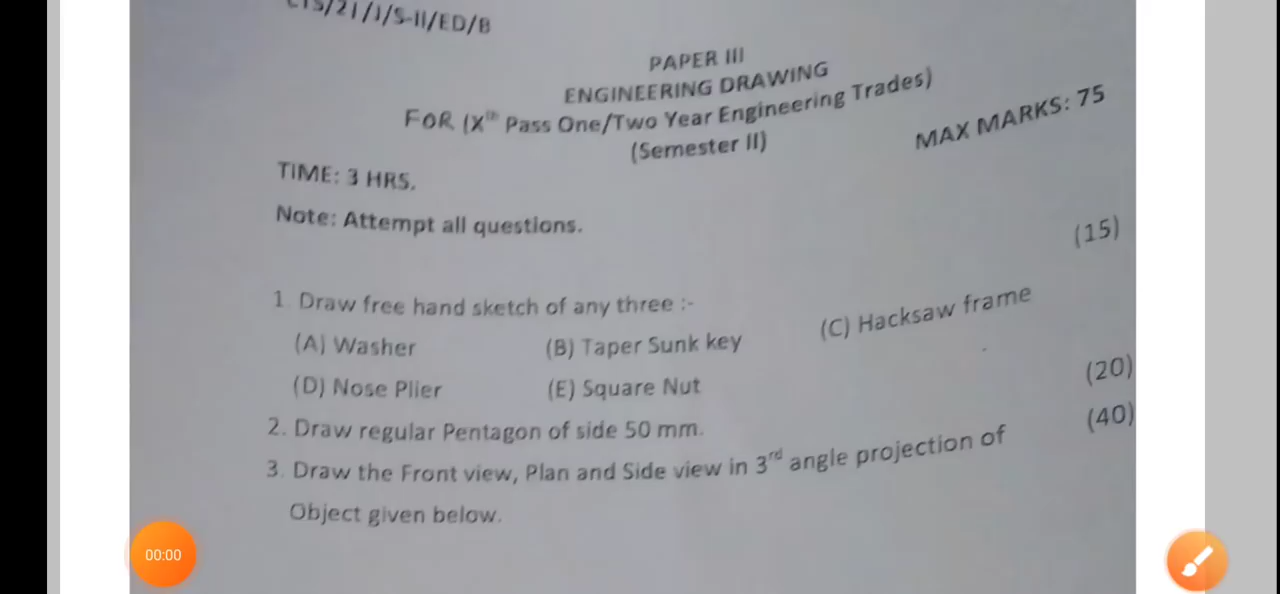 /21/J/S-II/ED/B
PAPER III
ENGINEERING DRAWING
FOR (Xth Pass One/Two Year Engineering Trades)
(Semester II)
MAX MARKS: 75
TIME: 3 HRS.
Note: Attempt all questions.
(15)
1. Draw free hand sketch of any three :-
(A) Washer (B) Taper Sunk key (C) Hacksaw frame
(D) Nose Plier (E) Square Nut
(20)
2. Draw regular Pentagon of side 50 mm.
(40)
3. Draw the Front view, Plan and Side view in 3rd angle projection of
Object given below.
00:00